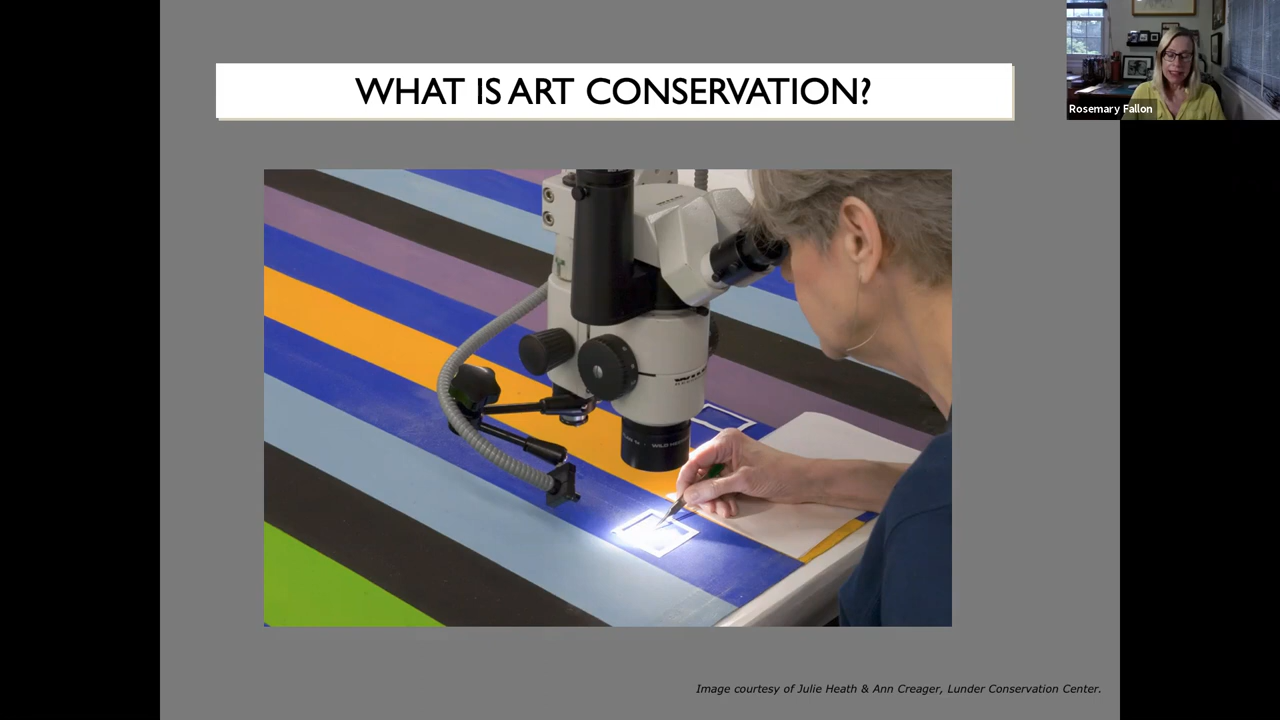 WHAT IS ART CONSERVATION?
Rosemary Fallon
Image courtesy of Julie Heath & Ann Creager, Lunder Conservation Center.